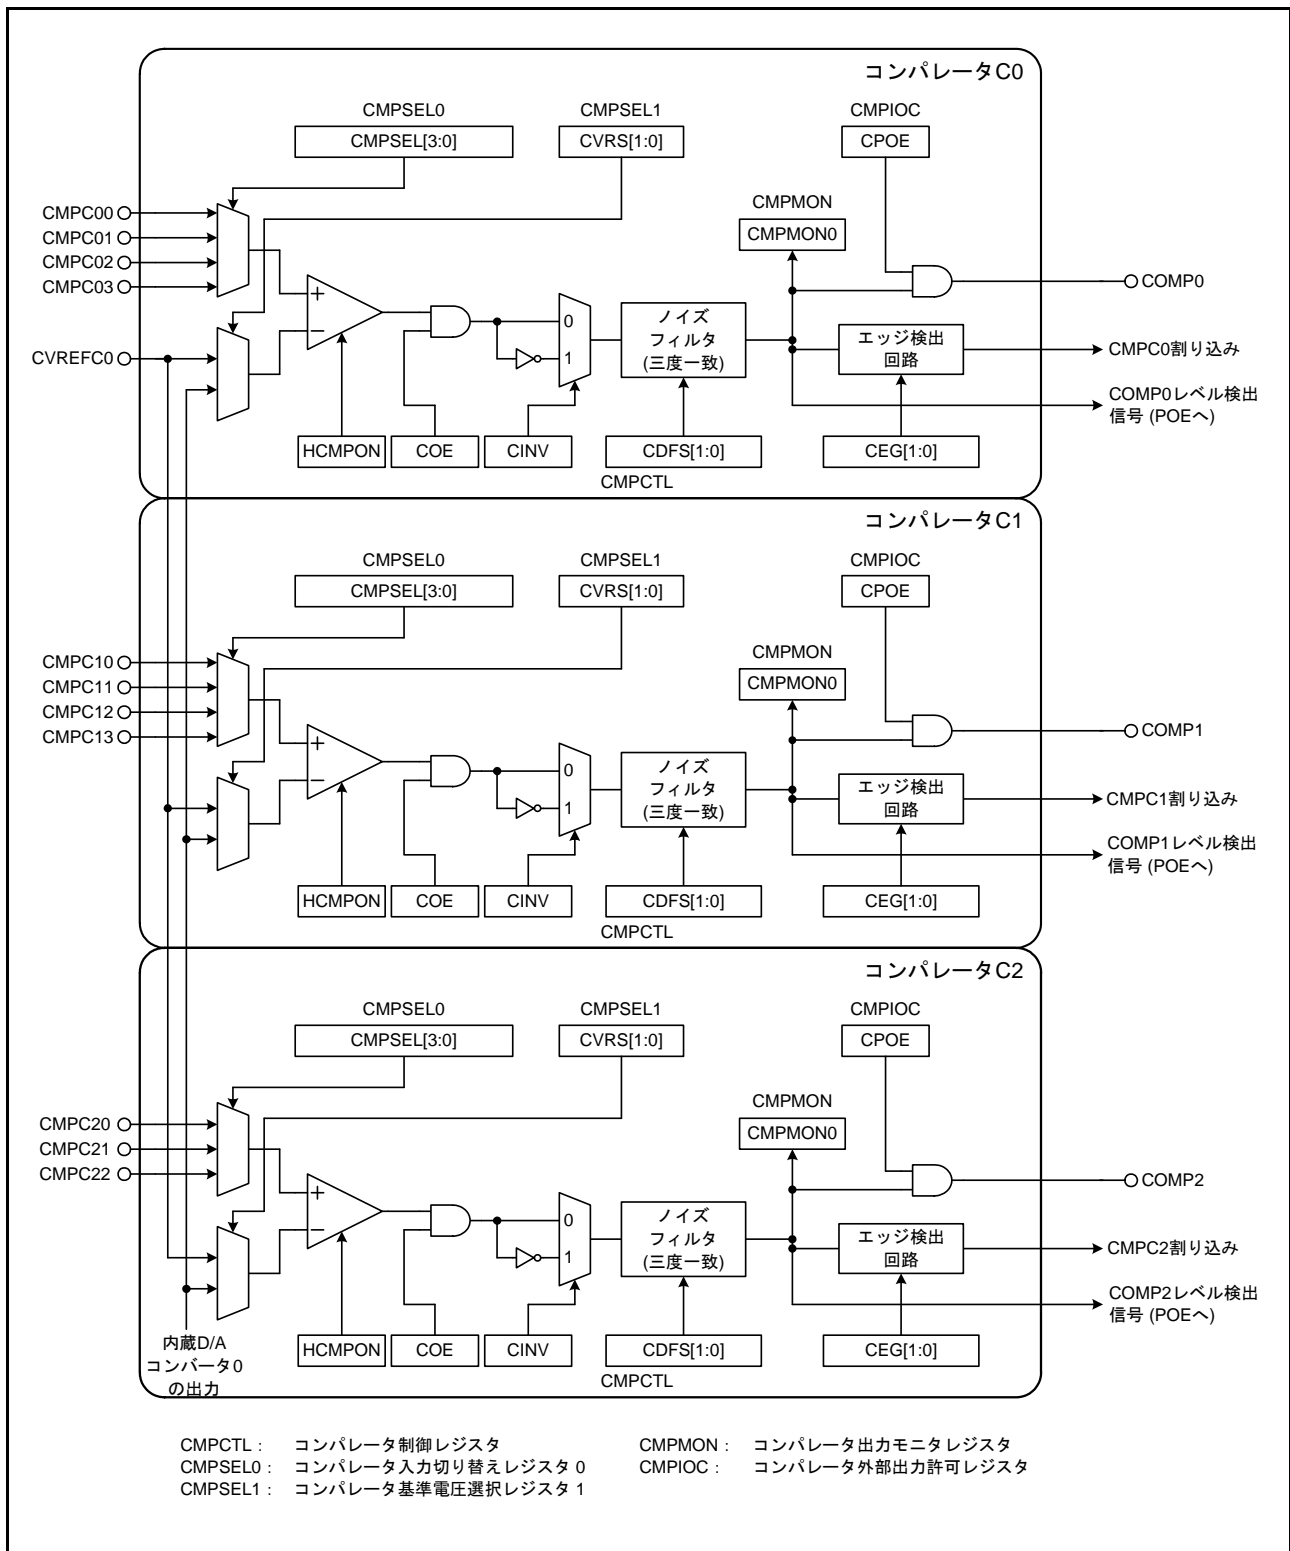 コンパレータC0
CMPSEL0
CMPSEL1
CMPIOC
CMPSEL[3:0]
CVRS[1:0]
CPOE
CMPMON
CMPMON0
CMPC00
CMPC01
CMPC02
CMPC03
CVREFC0
+
−
0
1
ノイズ
フィルタ
(三度一致)
エッジ検出
回路
COMP0
CMPC0割り込み
COMP0レベル検出
信号 (POEへ)
HCMPON
COE
CINV
CDFS[1:0]
CEG[1:0]
CMPCTL
コンパレータC1
CMPSEL0
CMPSEL1
CMPIOC
CMPSEL[3:0]
CVRS[1:0]
CPOE
CMPMON
CMPMON0
CMPC10
CMPC11
CMPC12
CMPC13
+
−
0
1
ノイズ
フィルタ
(三度一致)
エッジ検出
回路
COMP1
CMPC1割り込み
COMP1レベル検出
信号 (POEへ)
HCMPON
COE
CINV
CDFS[1:0]
CEG[1:0]
CMPCTL
コンパレータC2
CMPSEL0
CMPSEL1
CMPIOC
CMPSEL[3:0]
CVRS[1:0]
CPOE
CMPMON
CMPMON0
CMPC20
CMPC21
CMPC22
+
−
0
1
ノイズ
フィルタ
(三度一致)
エッジ検出
回路
COMP2
CMPC2割り込み
COMP2レベル検出
信号 (POEへ)
内蔵D/A
コンバータ0
の出力
HCMPON
COE
CINV
CDFS[1:0]
CEG[1:0]
CMPCTL
CMPCTL : コンパレータ制御レジスタ
CMPSEL0 : コンパレータ入力切り替えレジスタ 0
CMPSEL1 : コンパレータ基準電圧選択レジスタ 1
CMPMON : コンパレータ出力モニタレジスタ
CMPIOC : コンパレータ外部出力許可レジスタ